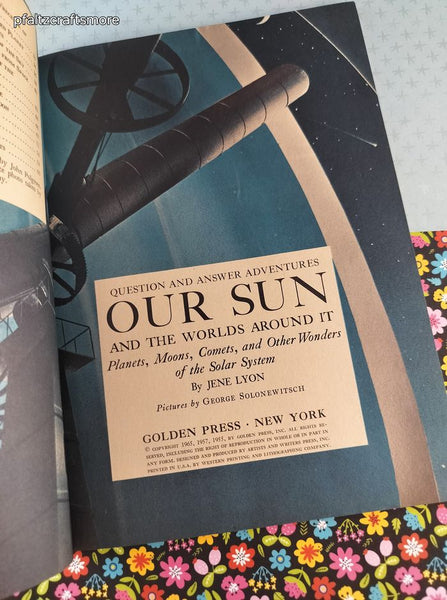 pfaltzcraftsmore
by John Polgreen
QUESTION AND ANSWER ADVENTURES
OUR SUN
AND THE WORLDS AROUND IT
Planets, Moons, Comets, and Other Wonders
of the Solar System
By JENE LYON
Pictures by GEORGE SOLONEWITSCH
GOLDEN PRESS · NEW YORK
© COPYRIGHT 1965, 1957, 1955, BY GOLDEN PRESS, INC. ALL RIGHTS RE-
SERVED, INCLUDING THE RIGHT OF REPRODUCTION IN WHOLE OR IN PART IN
ANY FORM. DESIGNED AND PRODUCED BY ARTISTS AND WRITERS PRESS, INC.
PRINTED IN U.S.A. BY WESTERN PRINTING AND LITHOGRAPHING COMPANY.